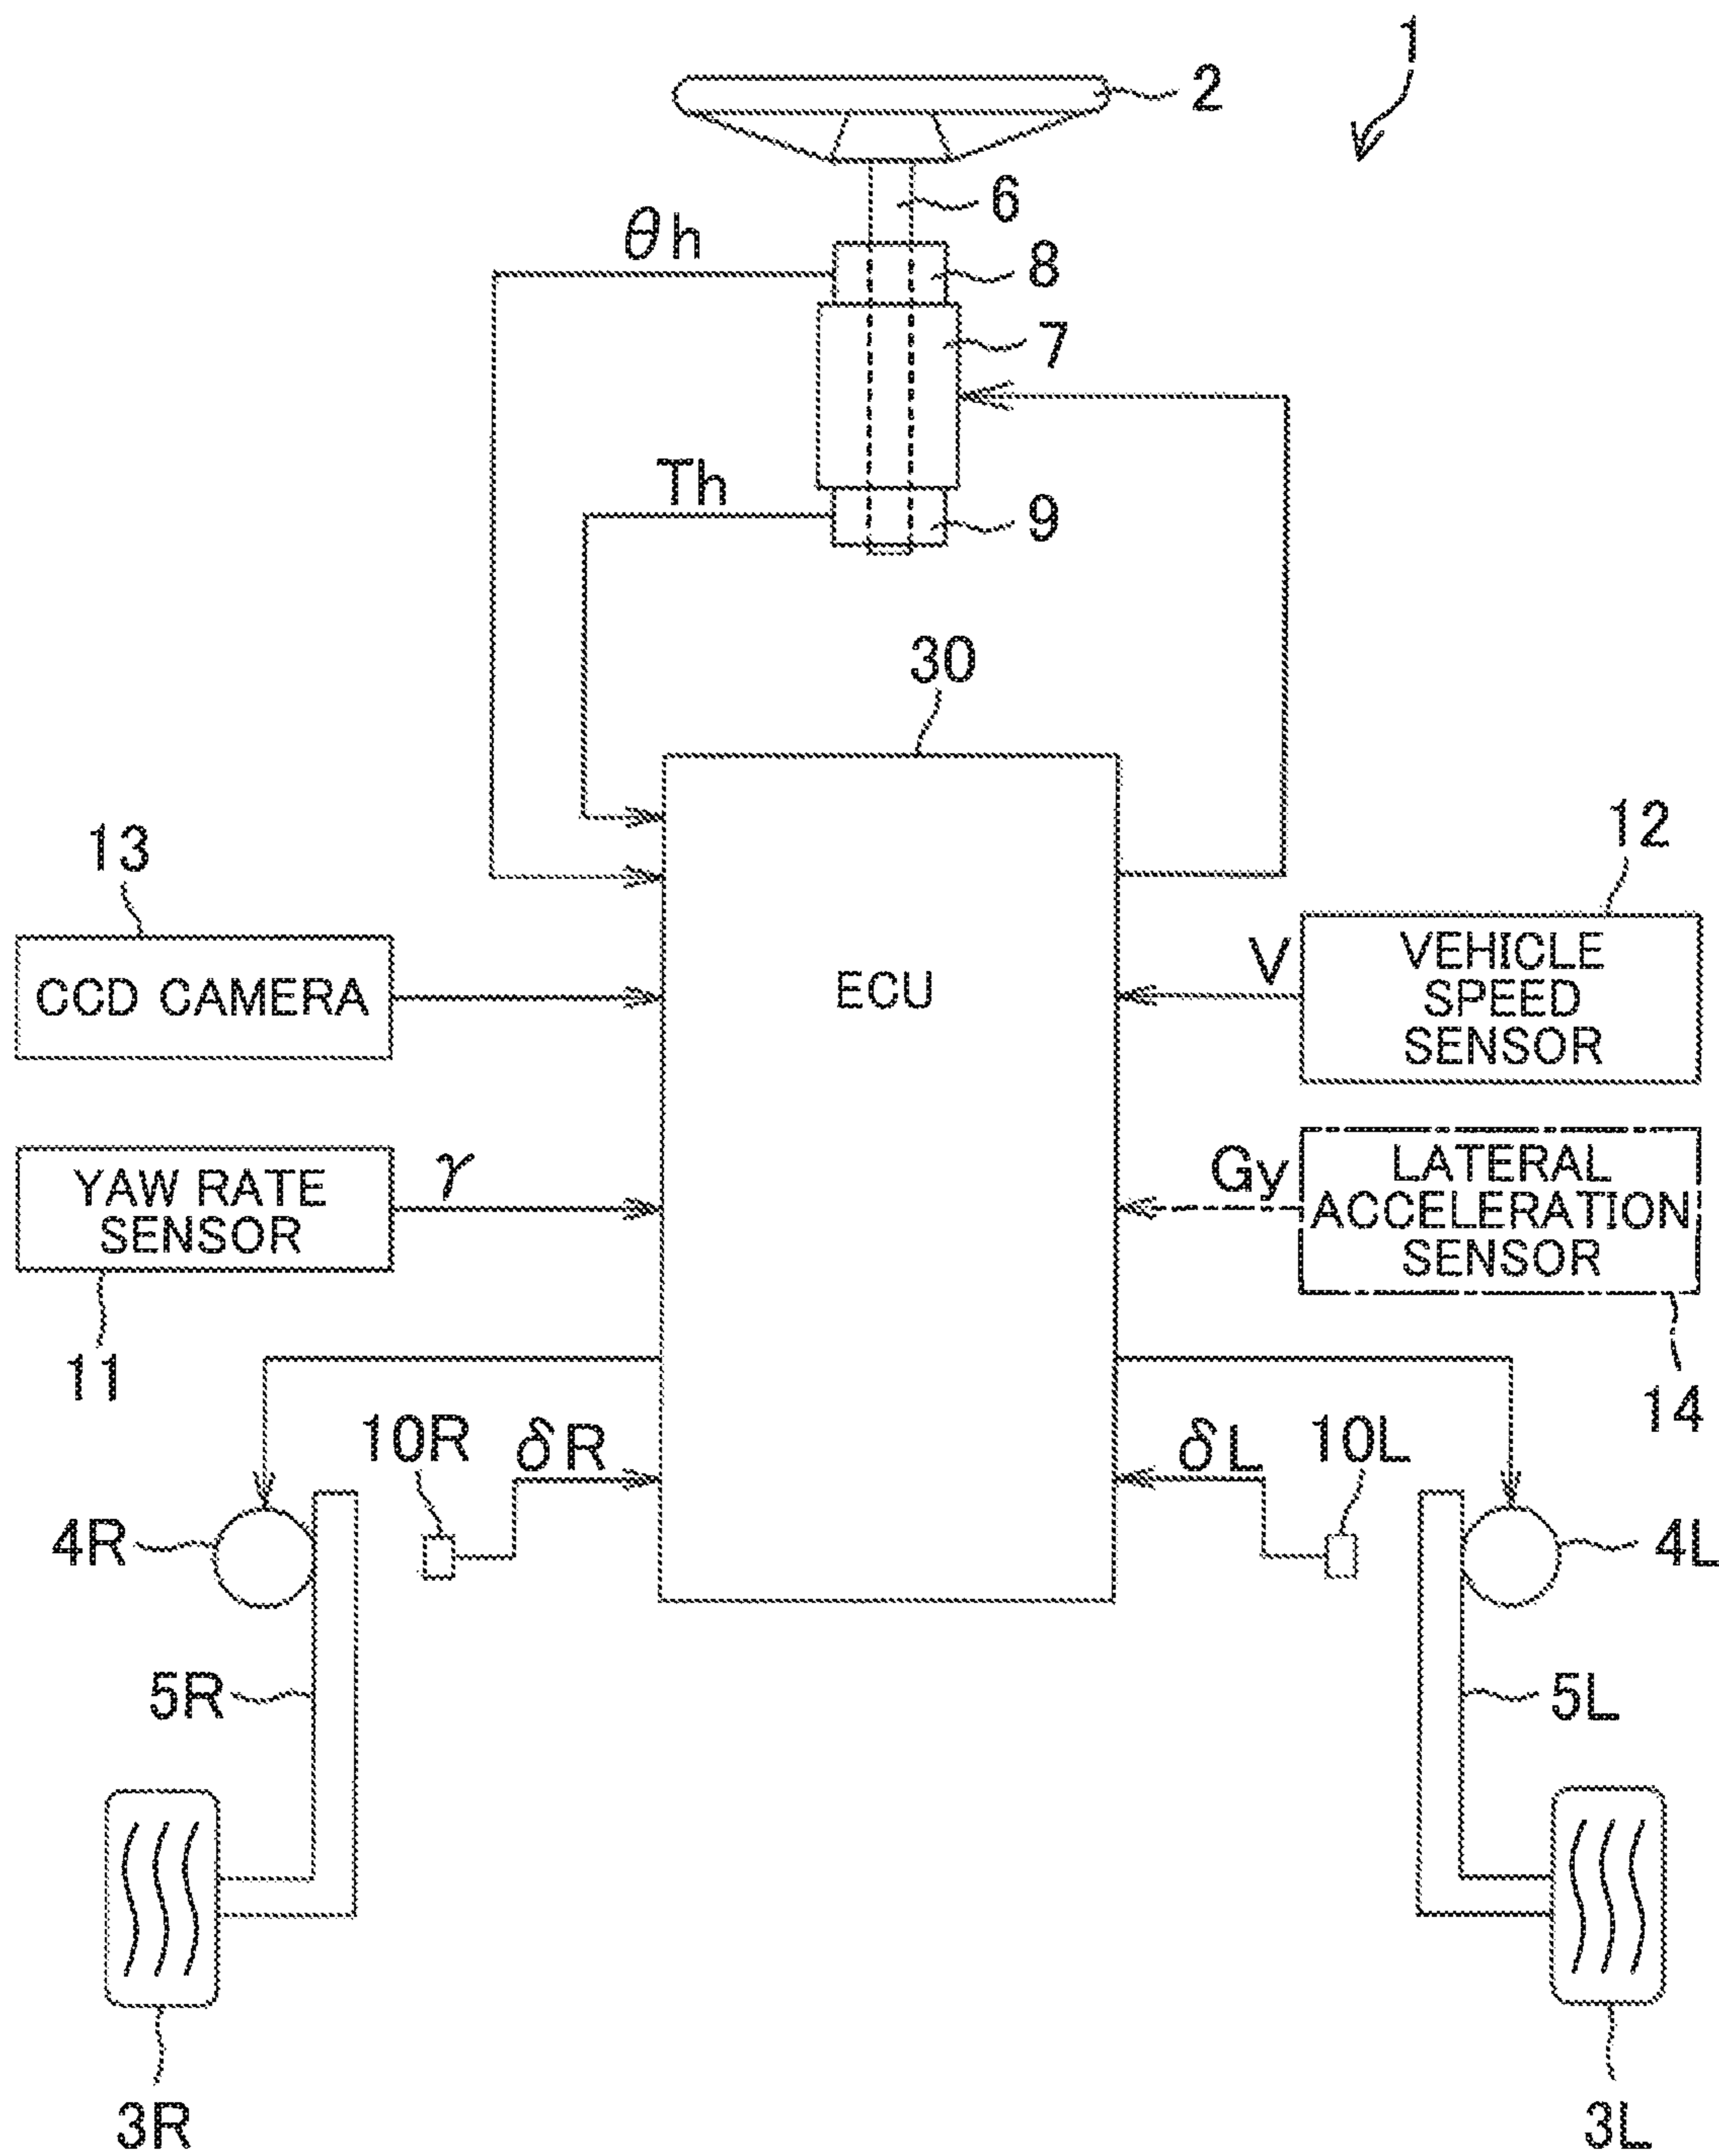 1
2
6
θh
8
7
Th
9
30
13
12
CCD CAMERA
ECU
V
VEHICLE
SPEED
SENSOR
YAW RATE
SENSOR
γ
Gy
LATERAL
ACCELERATION
SENSOR
11
14
10R
δR
δL
10L
4R
4L
5R
5L
3R
3L